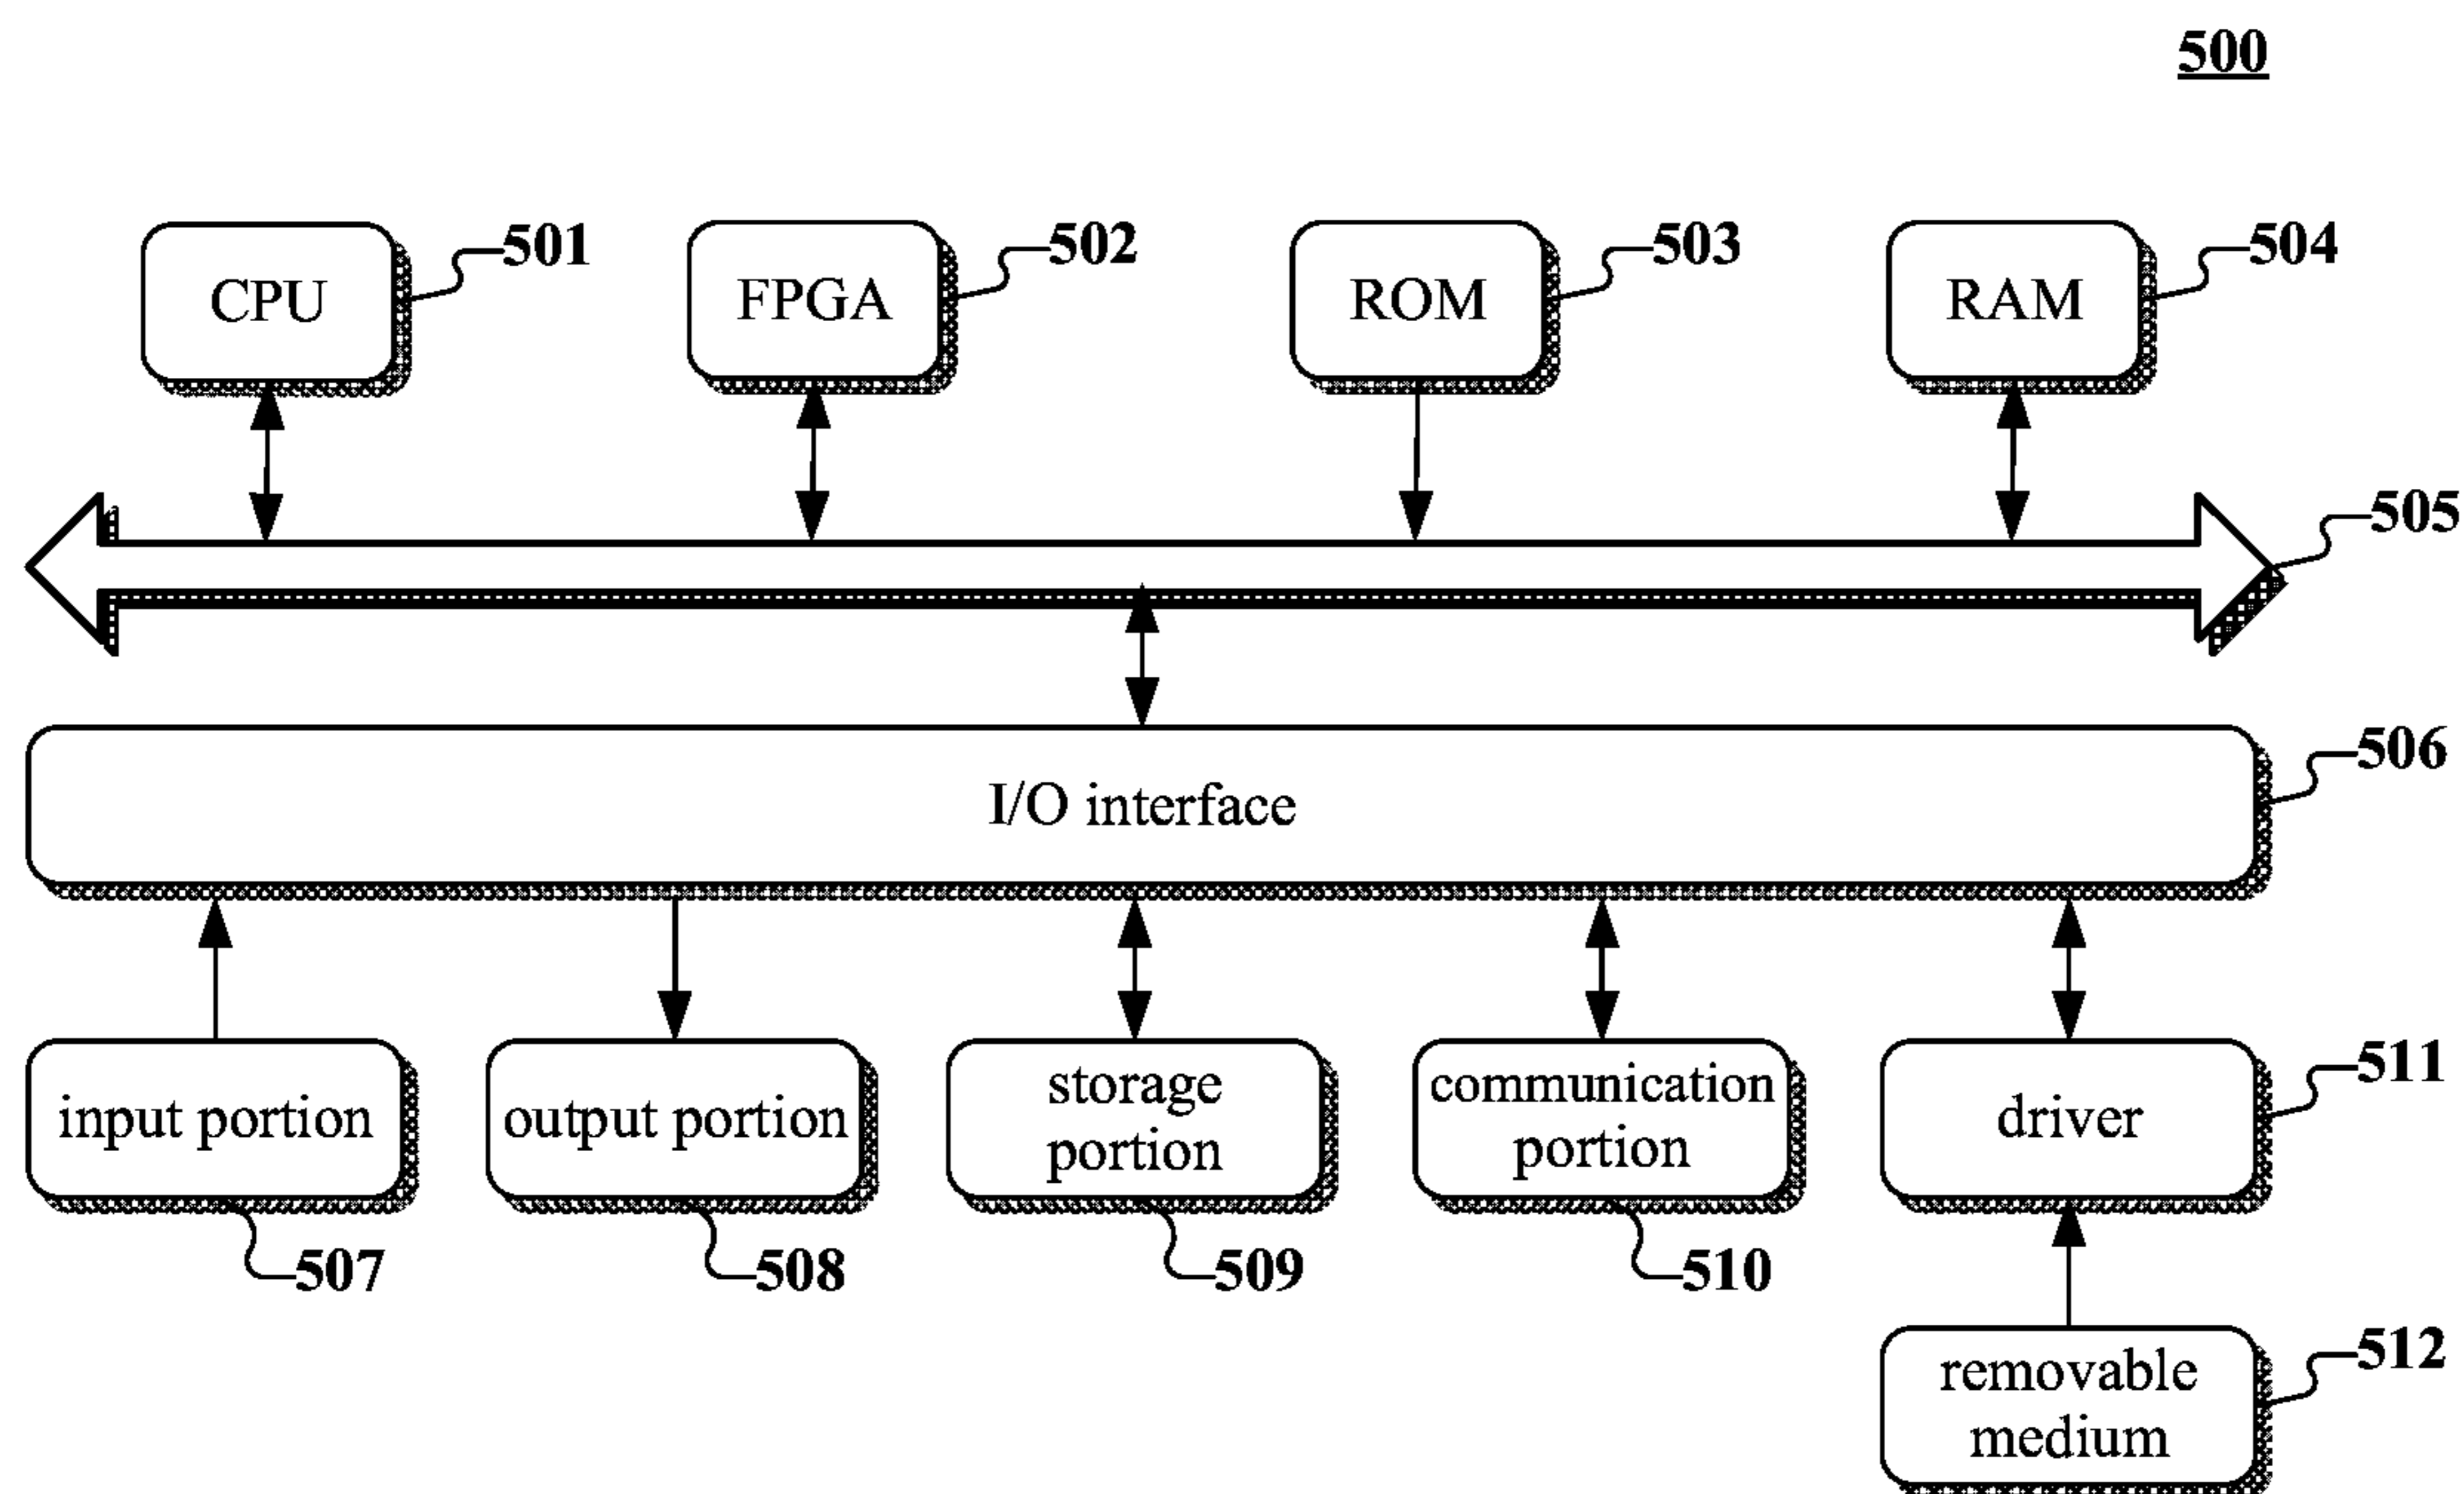 500
CPU
501
FPGA
502
ROM
503
RAM
504
505
I/O interface
506
input portion
507
output portion
508
storage
portion
509
communication
portion
510
driver
511
removable
medium
512